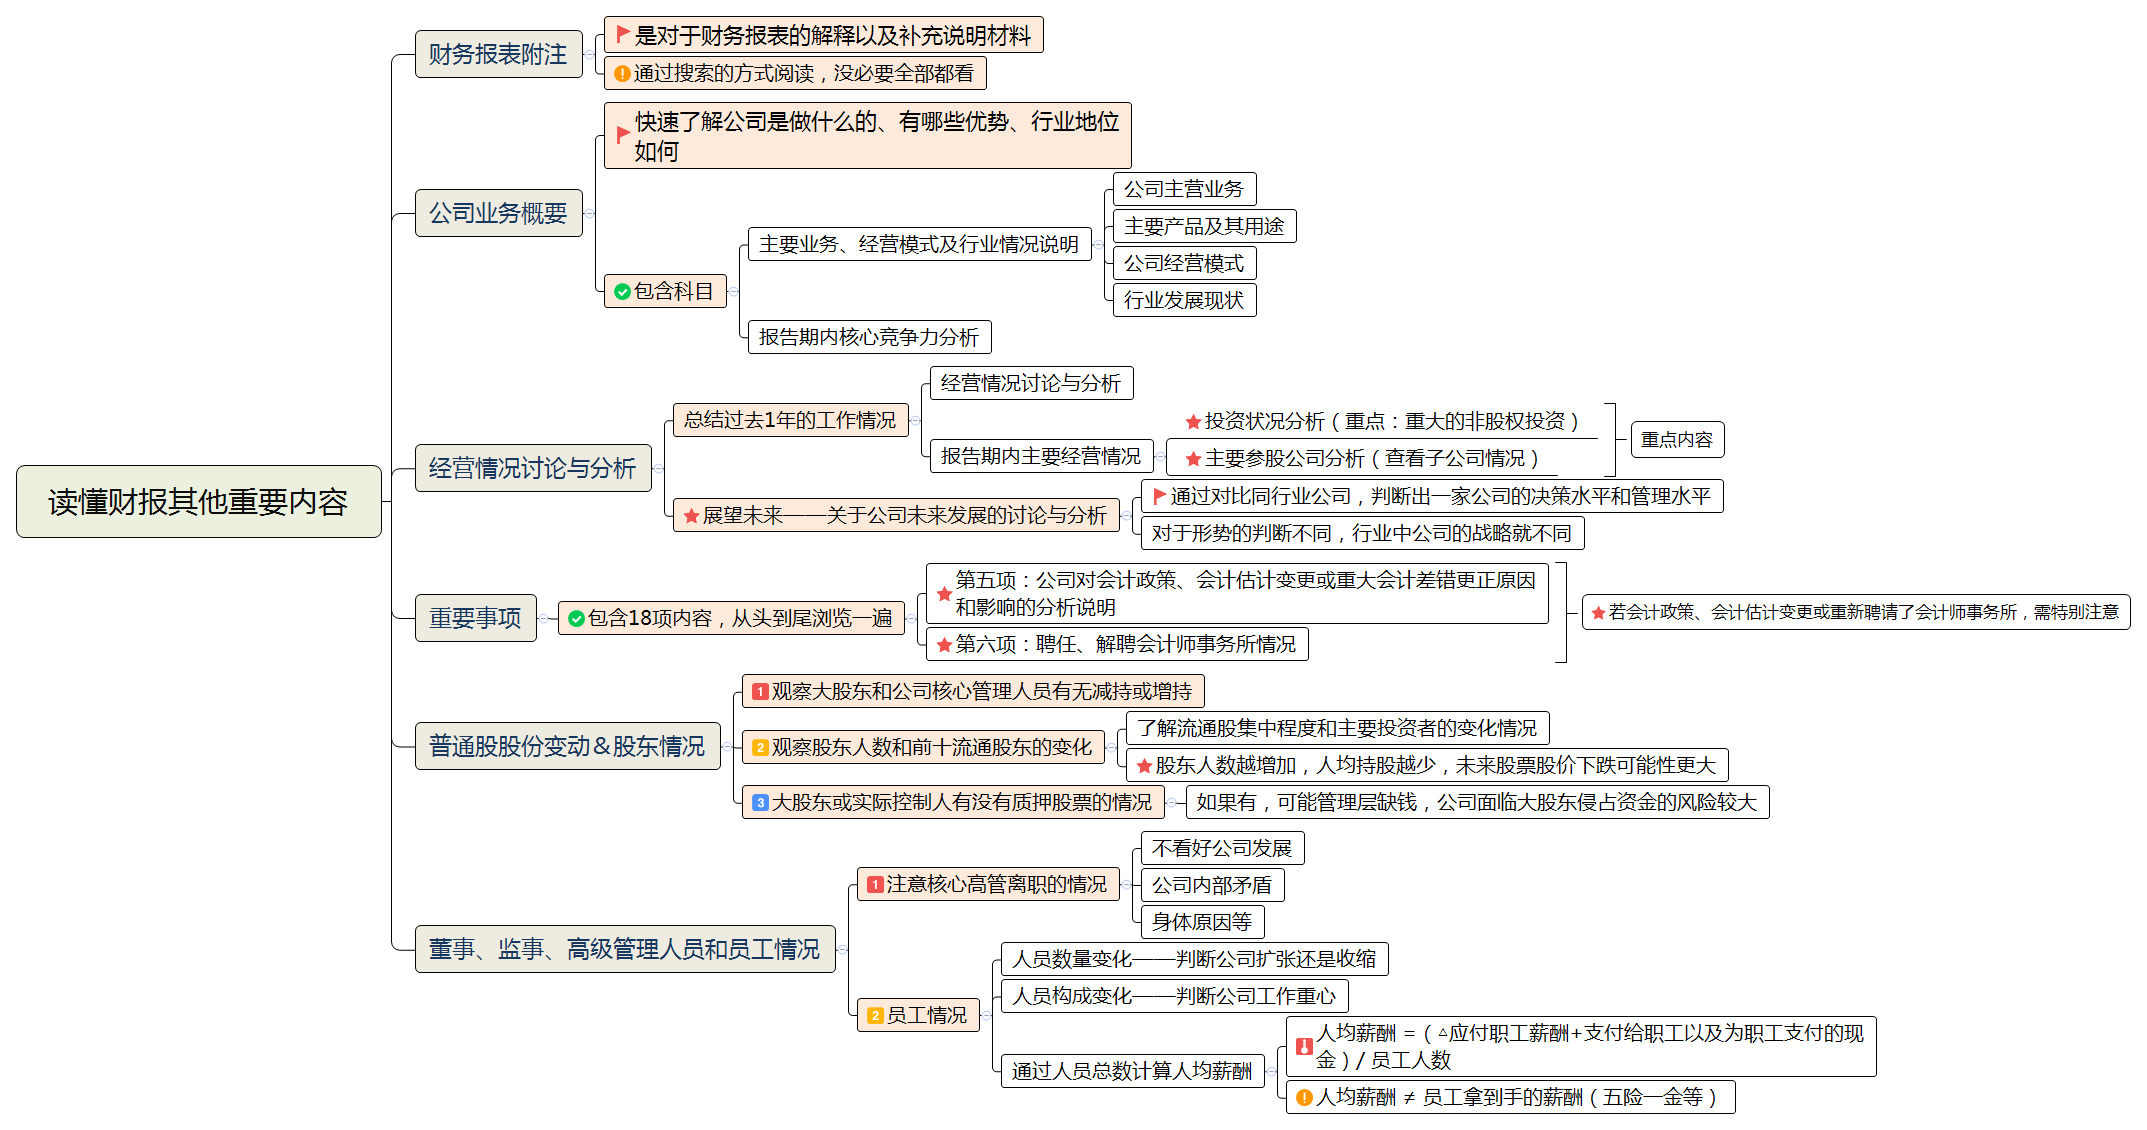 读懂财报其他重要内容
财务报表附注
是对于财务报表的解释以及补充说明材料
通过搜索的方式阅读，没必要全部都看
公司业务概要
快速了解公司是做什么的、有哪些优势、行业地位
如何
包含科目
主要业务、经营模式及行业情况说明
公司主营业务
主要产品及其用途
公司经营模式
行业发展现状
报告期内核心竞争力分析
经营情况讨论与分析
总结过去1年的工作情况
经营情况讨论与分析
报告期内主要经营情况
投资状况分析（重点：重大的非股权投资）
主要参股公司分析（查看子公司情况）
重点内容
展望未来——关于公司未来发展的讨论与分析
通过对比同行业公司，判断出一家公司的决策水平和管理水平
对于形势的判断不同，行业中公司的战略就不同
重要事项
包含18项内容，从头到尾浏览一遍
第五项：公司对会计政策、会计估计变更或重大会计差错更正原因
和影响的分析说明
第六项：聘任、解聘会计师事务所情况
若会计政策、会计估计变更或重新聘请了会计师事务所，需特别注意
普通股股份变动＆股东情况
1 观察大股东和公司核心管理人员有无减持或增持
2 观察股东人数和前十流通股东的变化
了解流通股集中程度和主要投资者的变化情况
股东人数越增加，人均持股越少，未来股票股价下跌可能性更大
3 大股东或实际控制人有没有质押股票的情况
如果有，可能管理层缺钱，公司面临大股东侵占资金的风险较大
董事、监事、高级管理人员和员工情况
1 注意核心高管离职的情况
不看好公司发展
公司内部矛盾
身体原因等
2 员工情况
人员数量变化——判断公司扩张还是收缩
人员构成变化——判断公司工作重心
通过人员总数计算人均薪酬
人均薪酬 =（△应付职工薪酬+支付给职工以及为职工支付的现
金）/ 员工人数
人均薪酬 ≠ 员工拿到手的薪酬（五险一金等）